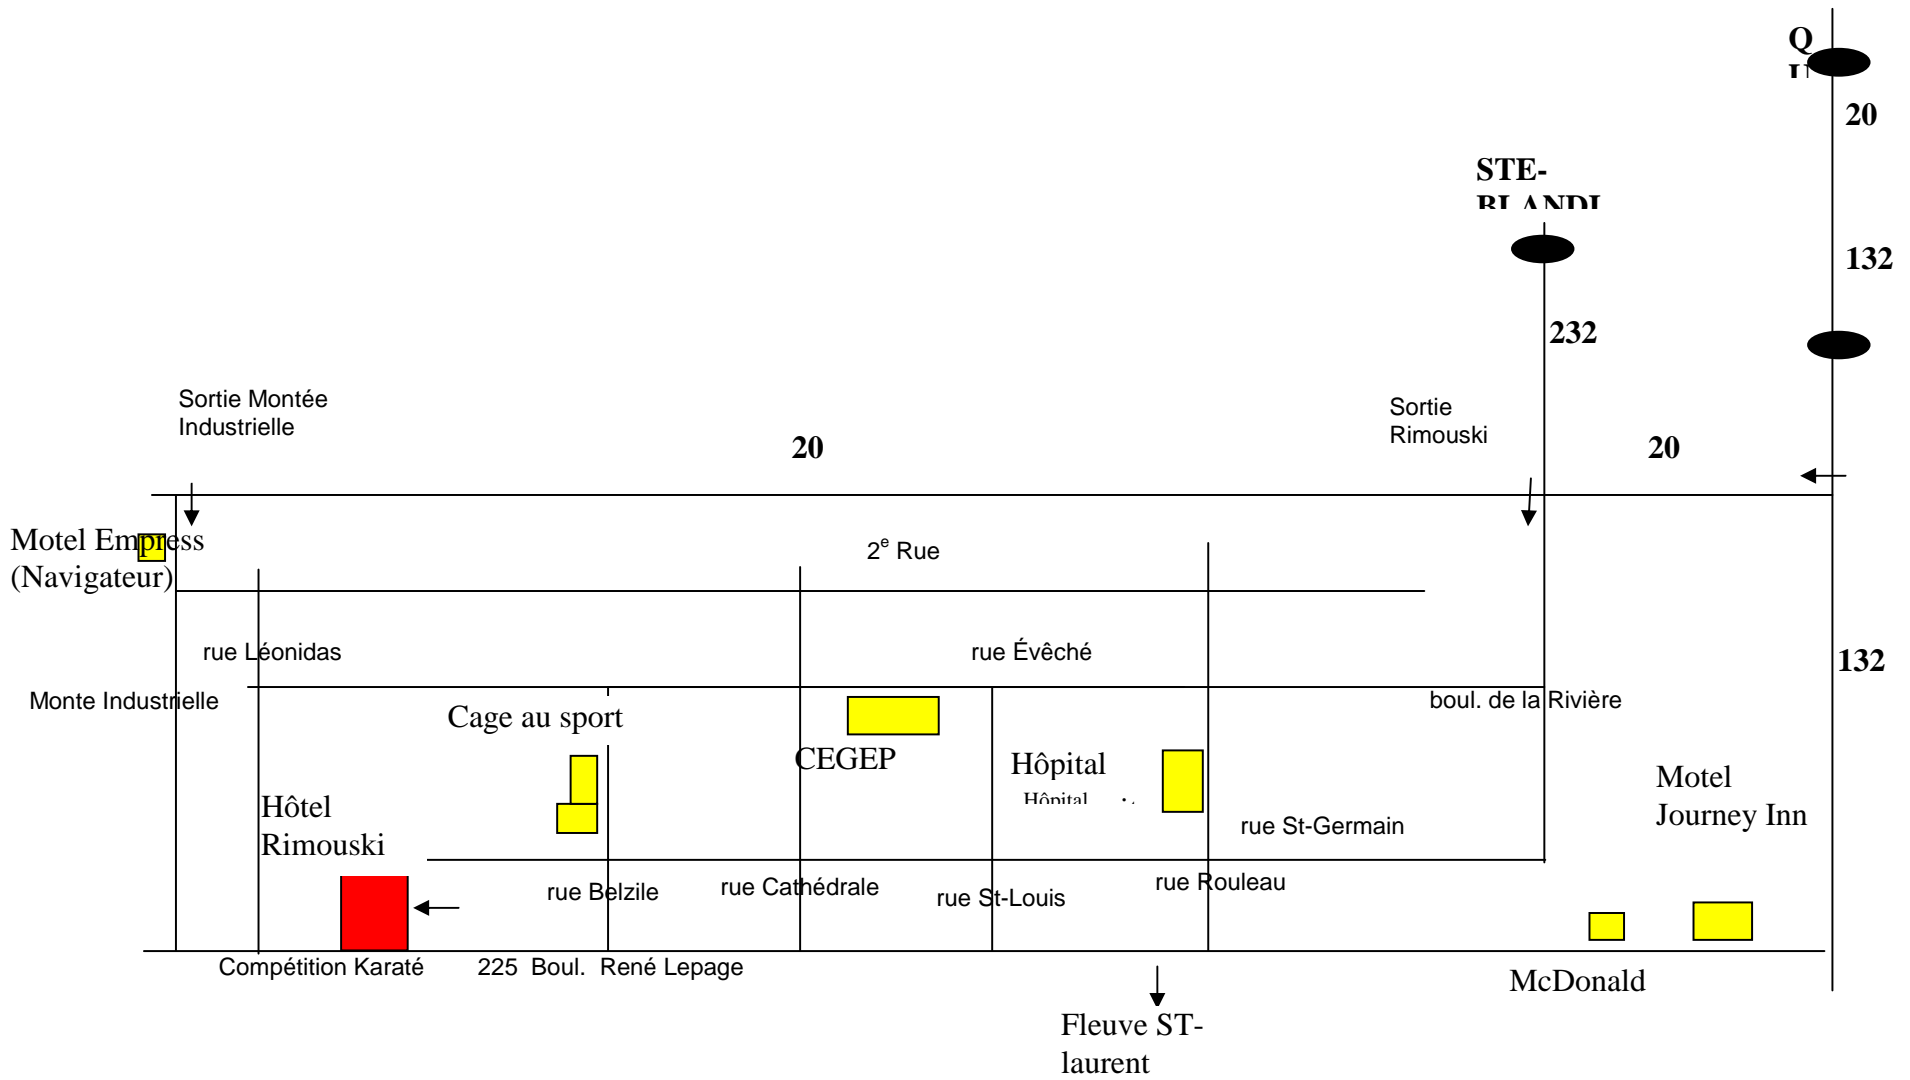 Q
20
STE-
132
232
Sortie Montée
Industrielle
Sortie
Rimouski
20
20
Motel Empress
(Navigateur)
2e Rue
rue Léonidas
rue Évêché
132
Monte Industrielle
boul. de la Rivière
Cage au sport
CEGEP
Hôpital
Hôpital
Motel
Journey Inn
Hôtel
Rimouski
rue St-Germain
rue Belzile
rue Cathédrale
rue St-Louis
rue Rouleau
Compétition Karaté
225 Boul. René Lepage
McDonald
Fleuve ST-
laurent